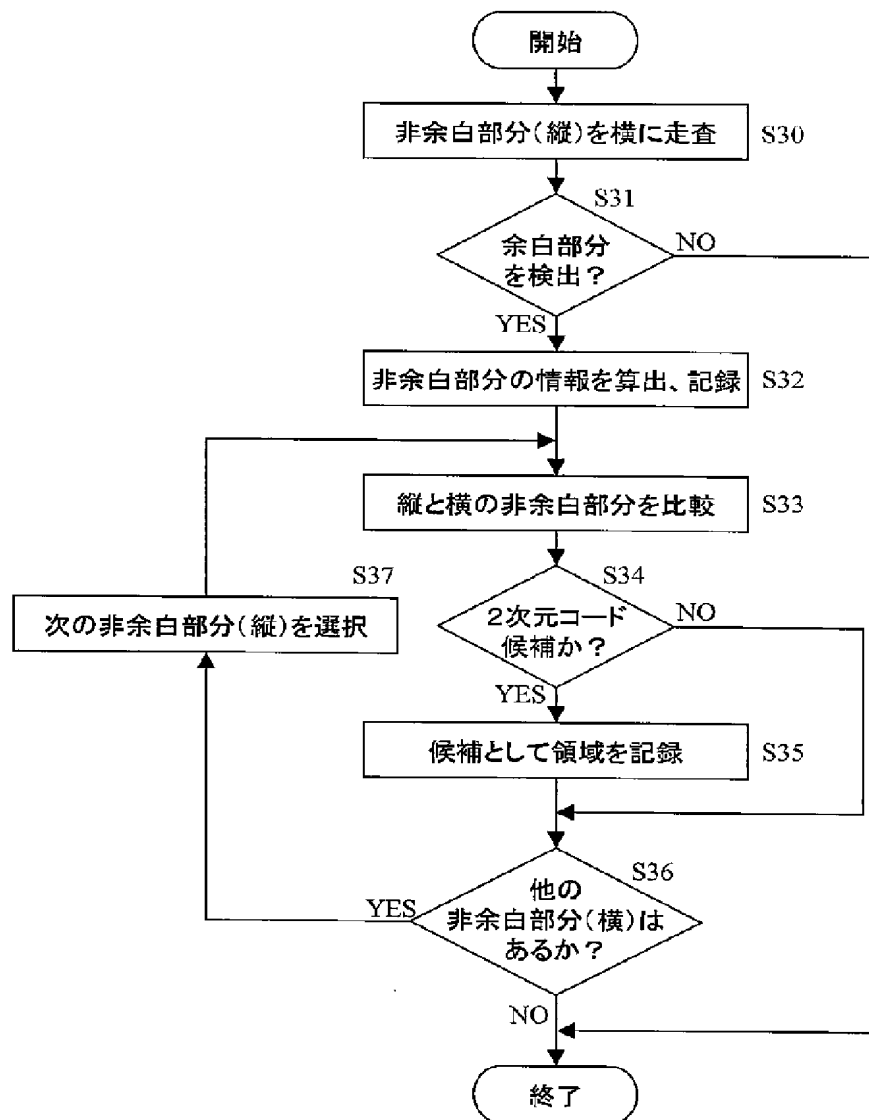 開始
非余白部分(縦)を横に走査
S30
S31
余白部分
を検出?
NO
YES
非余白部分の情報を算出、記録
S32
縦と横の非余白部分を比較
S33
S37
次の非余白部分(縦)を選択
S34
2次元コード
候補か?
NO
YES
候補として領域を記録
S35
S36
他の
非余白部分(横)は
あるか?
YES
NO
終了